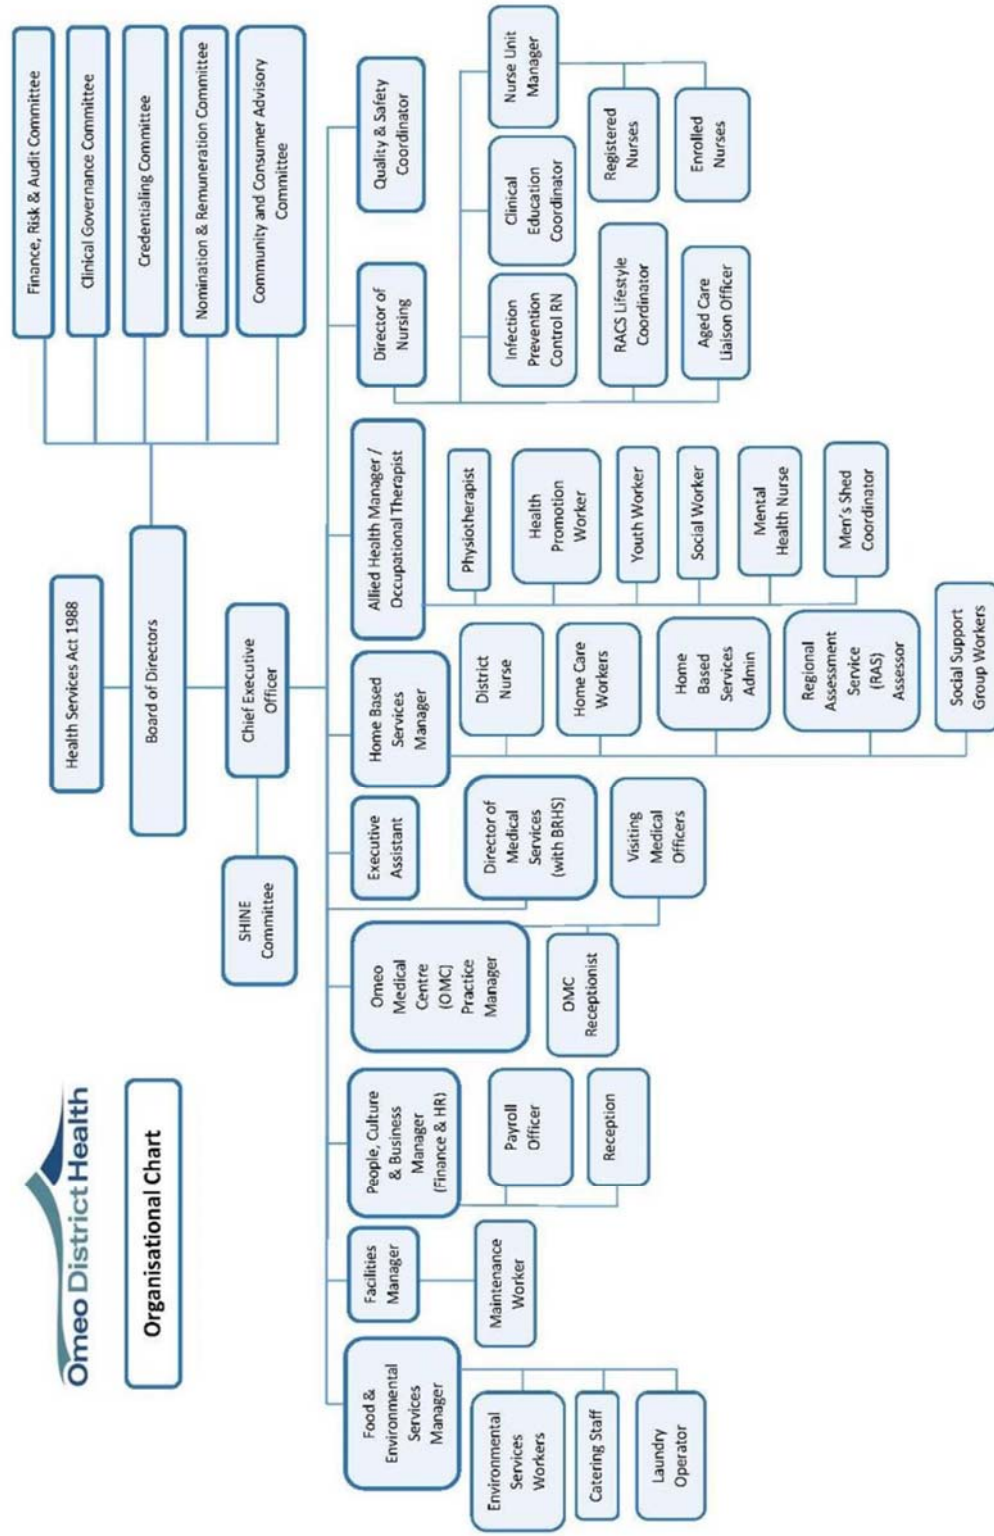 Omeo District Health
Organisational Chart
Health Services Act 1988
Board of Directors
Finance, Risk & Audit Committee
Clinical Governance Committee
Credentialing Committee
Nomination & Remuneration Committee
Community and Consumer Advisory
Committee
SHINE
Committee
Chief Executive
Officer
Food &
Environmental
Services
Manager
Environmental
Services
Workers
Catering Staff
Laundry
Operator
Facilities
Manager
Maintenance
Worker
People, Culture
& Business
Manager
(Finance & HR)
Payroll
Officer
Reception
Omeo
Medical
Centre
(OMC)
Practice
Manager
OMC
Receptionist
Executive
Assistant
Director of
Medical
Services
(with BRHS)
Visiting
Medical
Officers
Home Based
Services
Manager
District
Nurse
Home Care
Workers
Home
Based
Services
Admin
Regional
Assessment
Service
(RAS)
Assessor
Social Support
Group Workers
Allied Health Manager /
Occupational Therapist
Physiotherapist
Health
Promotion
Worker
Youth Worker
Social Worker
Mental
Health Nurse
Men's Shed
Coordinator
Director of
Nursing
Infection
Prevention
Control RN
Clinical
Education
Coordinator
Nurse Unit
Manager
RACS Lifestyle
Coordinator
Aged Care
Liaison Officer
Registered
Nurses
Enrolled
Nurses
Quality & Safety
Coordinator